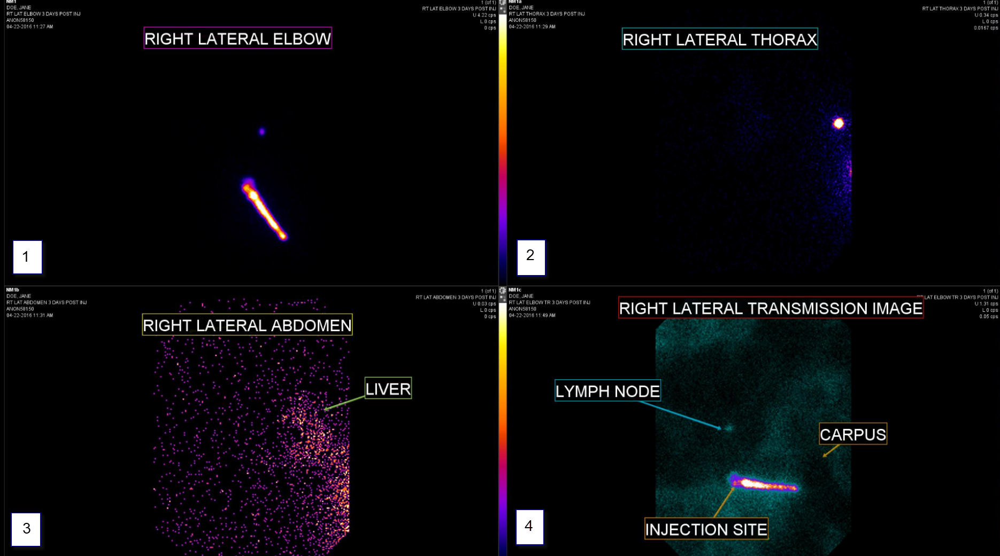 NM1
DOE, JANE
RT LAT ELBOW 3 DAYS POST INJ
ANON58150
04-22-2016 11:27 AM
1 (of 1)
RT LAT ELBOW 3 DAYS POST INJ
U 4.22 cps
L 0 cps
0 cps
RIGHT LATERAL ELBOW
1
NM1a
DOE, JANE
RT LAT THORAX 3 DAYS POST INJ
ANON58150
04-22-2016 11:29 AM
1 (of 1)
RT LAT THORAX 3 DAYS POST INJ
U 0.34 cps
L 0 cps
0.0167 cps
RIGHT LATERAL THORAX
2
NM1b
DOE, JANE
RT LAT ABDOMEN 3 DAYS POST INJ
ANON58150
04-22-2016 11:31 AM
1 (of 1)
RT LAT ABDOMEN 3 DAYS POST INJ
U 0.03 cps
L 0 cps
0 cps
RIGHT LATERAL ABDOMEN
LIVER
3
NM1c
DOE, JANE
RT LAT ELBOW TR 3 DAYS POST INJ
ANON58150
04-22-2016 11:49 AM
1 (of 1)
RT LAT ELBOW TR 3 DAYS POST INJ
U 1.31 cps
L 0 cps
0.05 cps
RIGHT LATERAL TRANSMISSION IMAGE
LYMPH NODE
CARPUS
INJECTION SITE
4